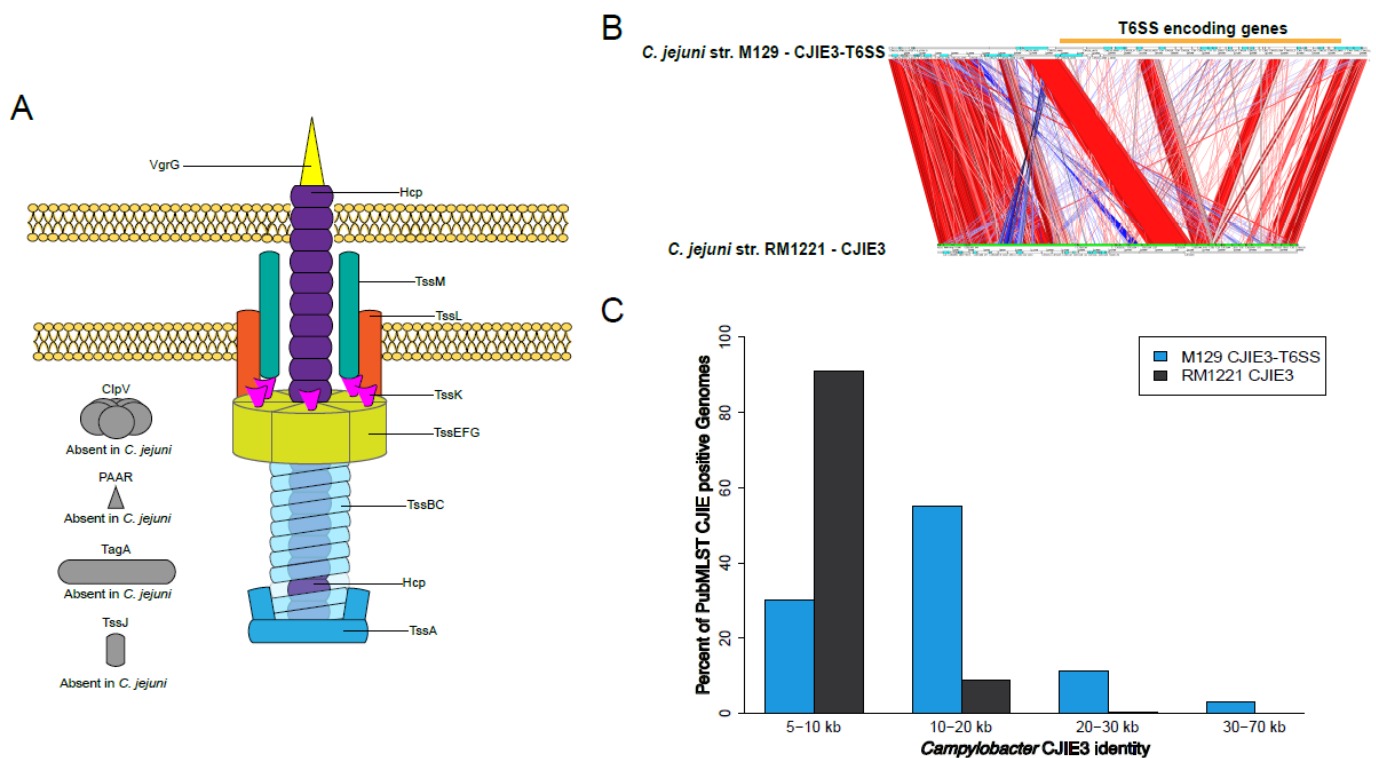 A
VgrG
Hcp
TssM
TssL
TssK
TssEFG
TssBC
Hcp
TssA
ClpV
Absent in C. jejuni
PAAR
Absent in C. jejuni
TagA
Absent in C. jejuni
TssJ
Absent in C. jejuni
B
T6SS encoding genes
C. jejuni str. M129 - CJIE3-T6SS
C. jejuni str. RM1221 - CJIE3
C
Percent of PubMLST CJIE positive Genomes
100
80
60
40
20
0
M129 CJIE3-T6SS
RM1221 CJIE3
5−10 kb
10−20 kb
20−30 kb
30−70 kb
Campylobacter CJIE3 identity